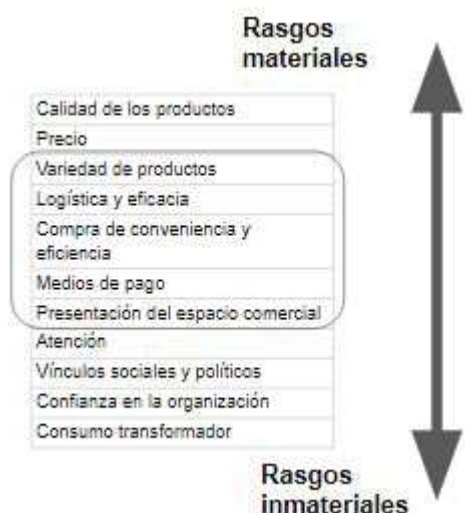 Rasgos
materiales
Calidad de los productos
Precio
Variedad de productos
Logística y eficacia
Compra de conveniencia y
eficiencia
Medios de pago
Presentación del espacio comercial
Atención
Vínculos sociales y políticos
Confianza en la organización
Consumo transformador
Rasgos
inmateriales